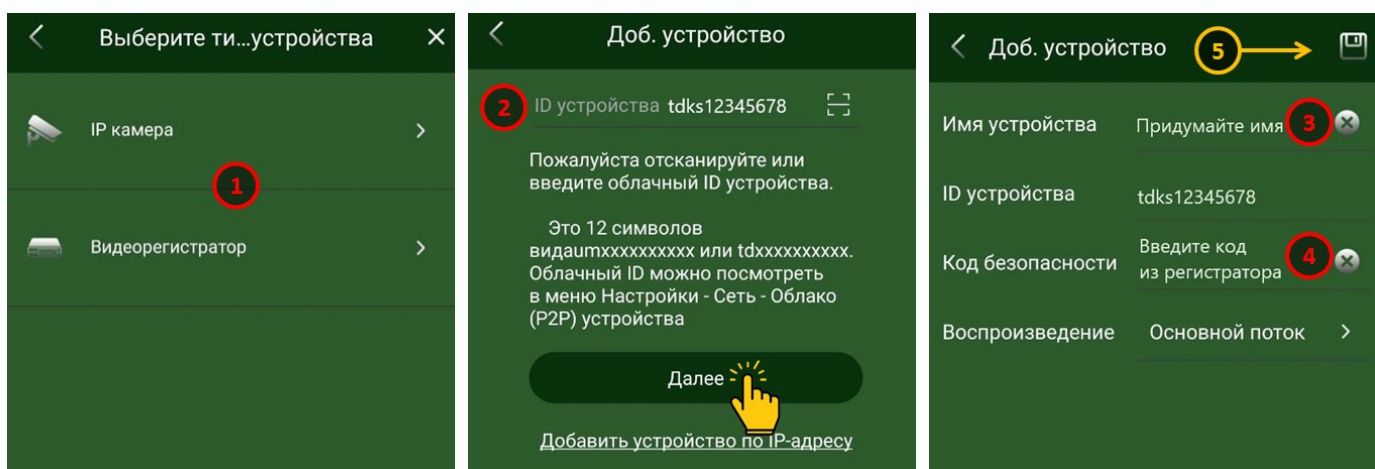 Выберите ти...устройства
IP камера
1
Видеорегистратор
Доб. устройство
2
ID устройства tdks12345678
Пожалуйста отсканируйте или
введите облачный ID устройства.
Это 12 символов
видаumxxxxxxxxxx или tdxxxxxxxxxx.
Облачный ID можно посмотреть
в меню Настройки - Сеть - Облако
(P2P) устройства
Далее
Добавить устройство по IP-адресу
Доб. устройство
5
Имя устройства Придумайте имя
3
ID устройства tdks12345678
Код безопасности Введите код
из регистратора
4
Воспроизведение Основной поток